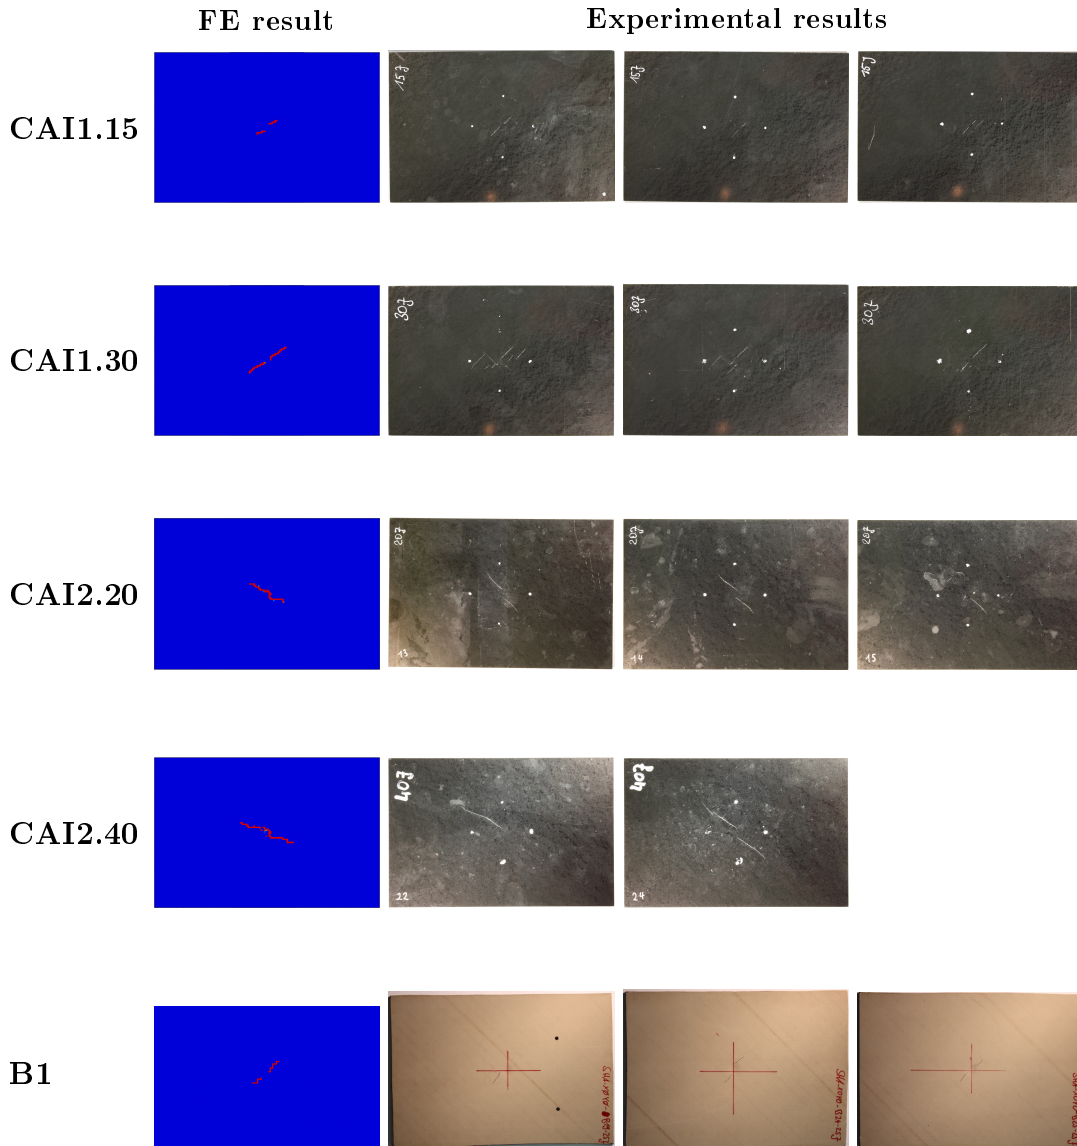 FE result Experimental results
CAI1.15
15J 15J 15J
CAI1.30
30J 30J 30J
CAI2.20
20J 20J 20J
13 14 15
CAI2.40
40J 40J
22 24
B1